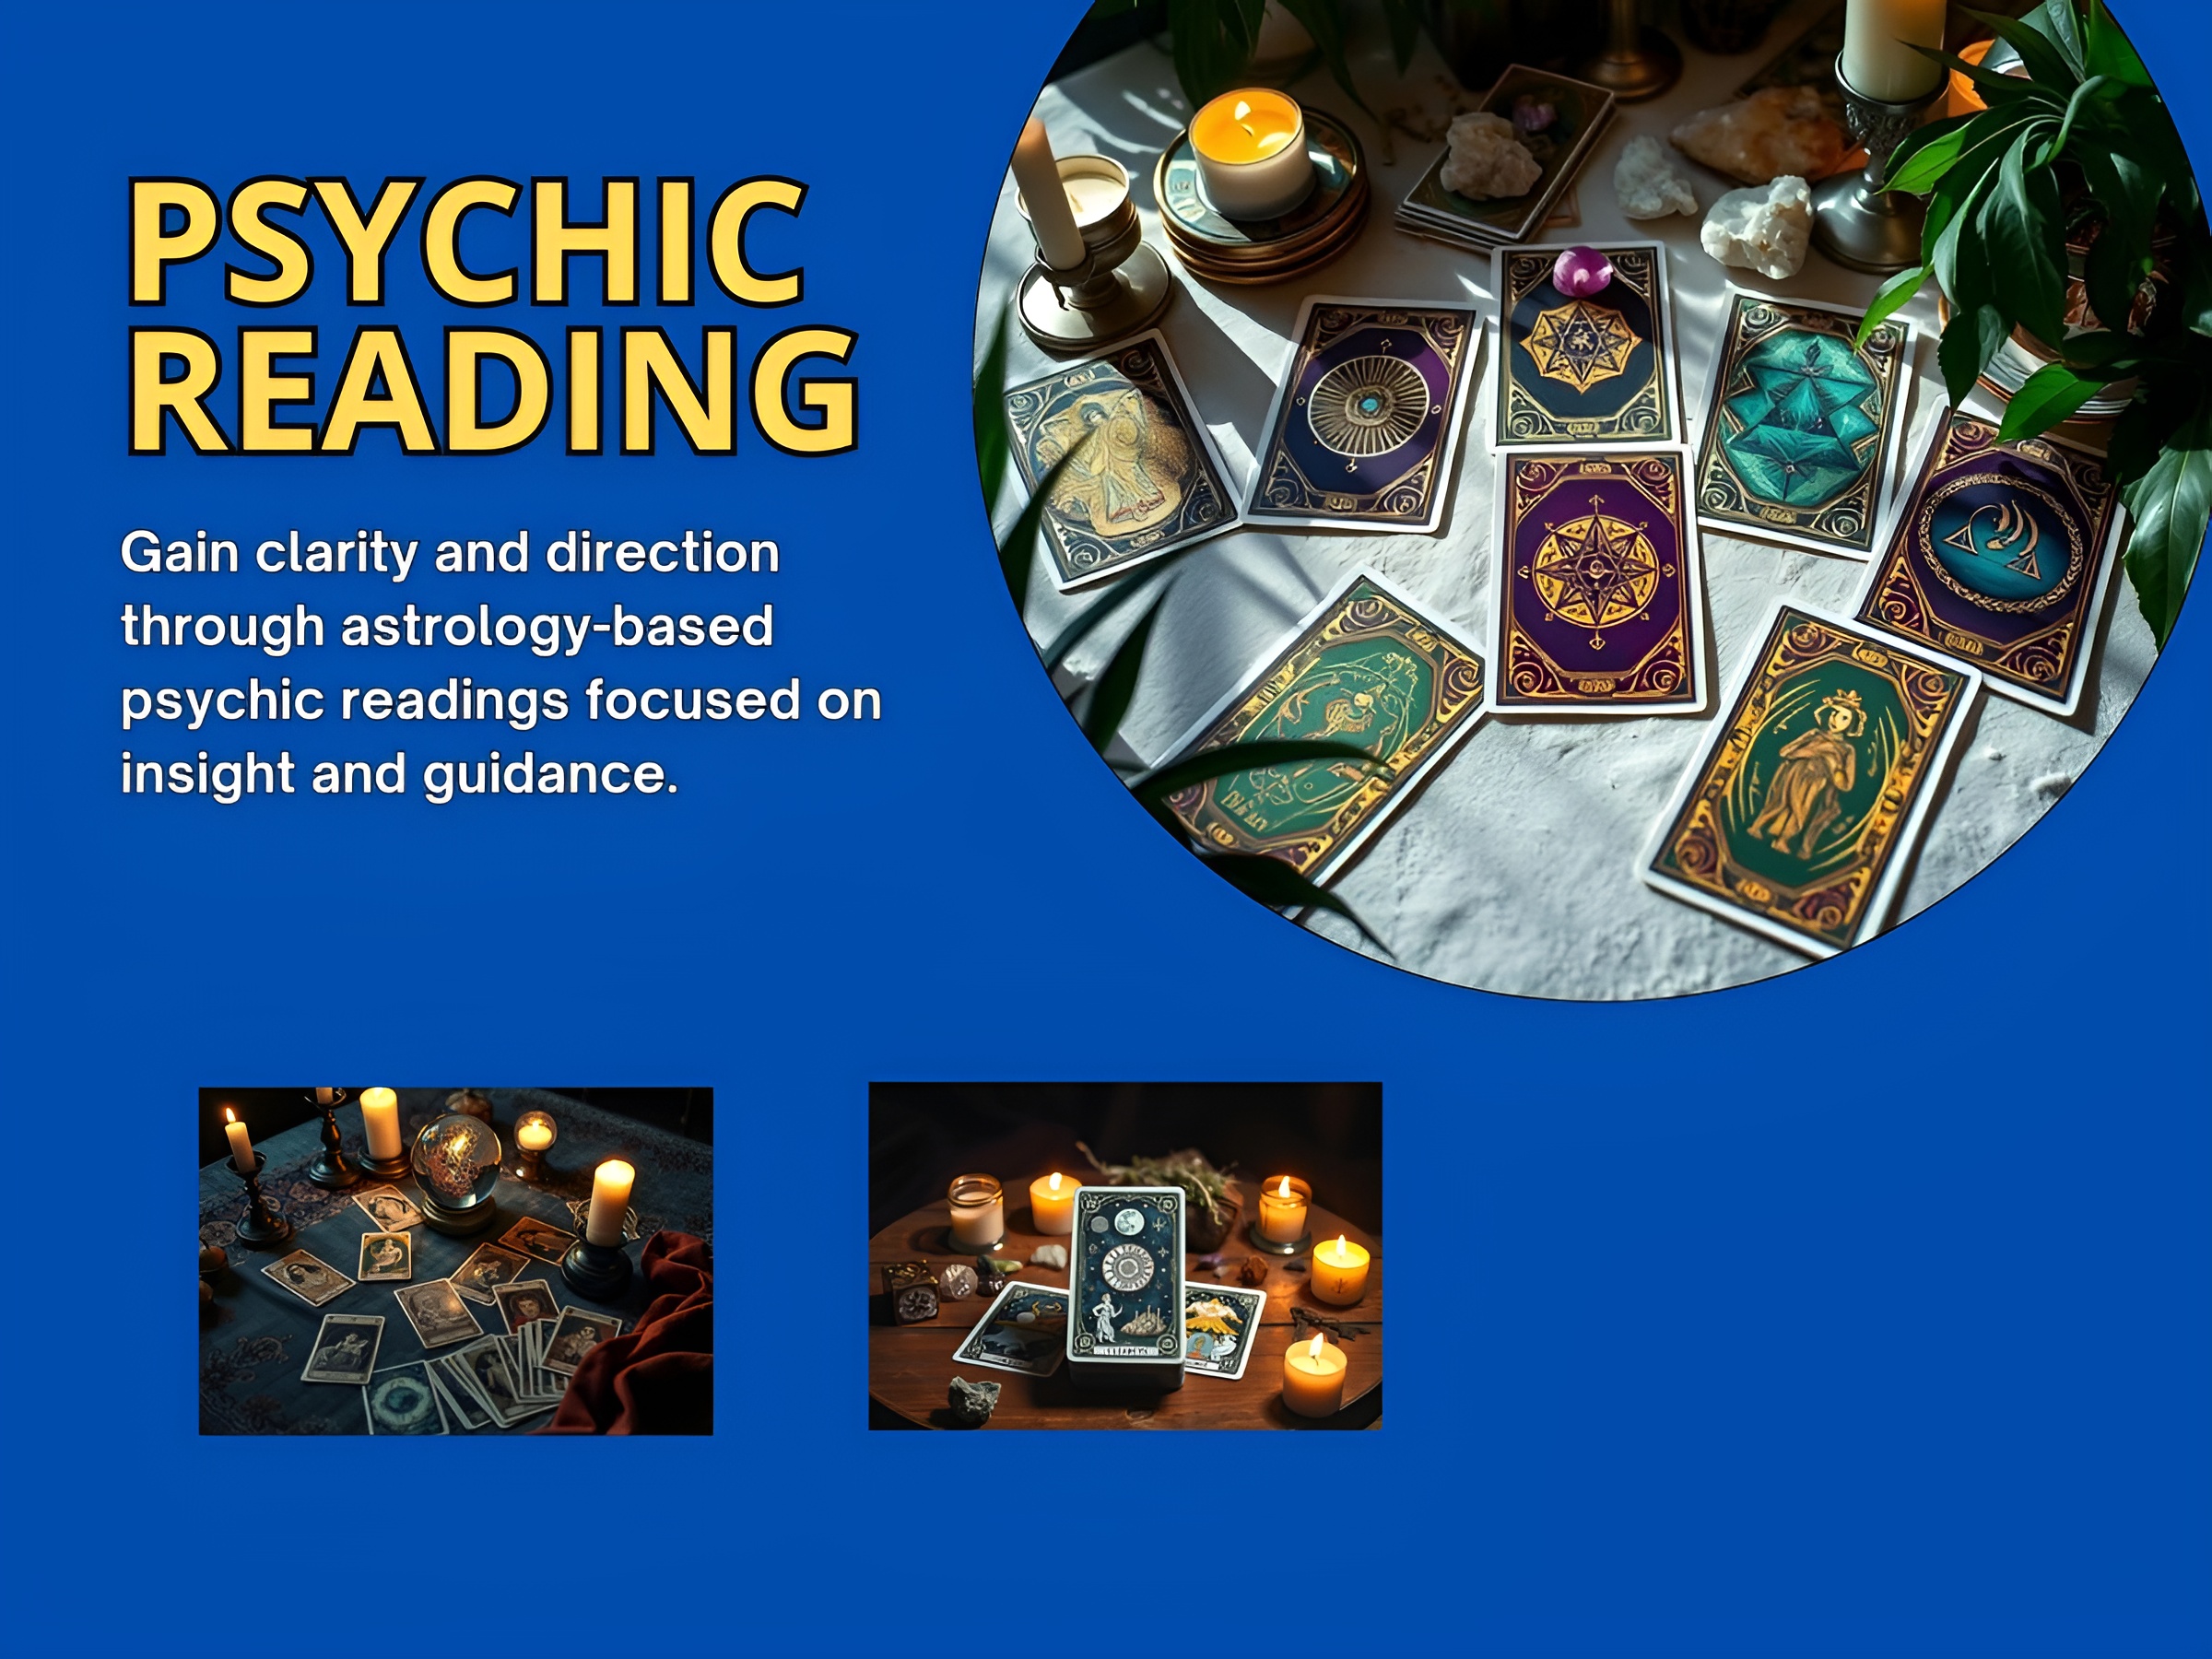 PSYCHIC
READING
Gain clarity and direction
through astrology-based
psychic readings focused on
insight and guidance.